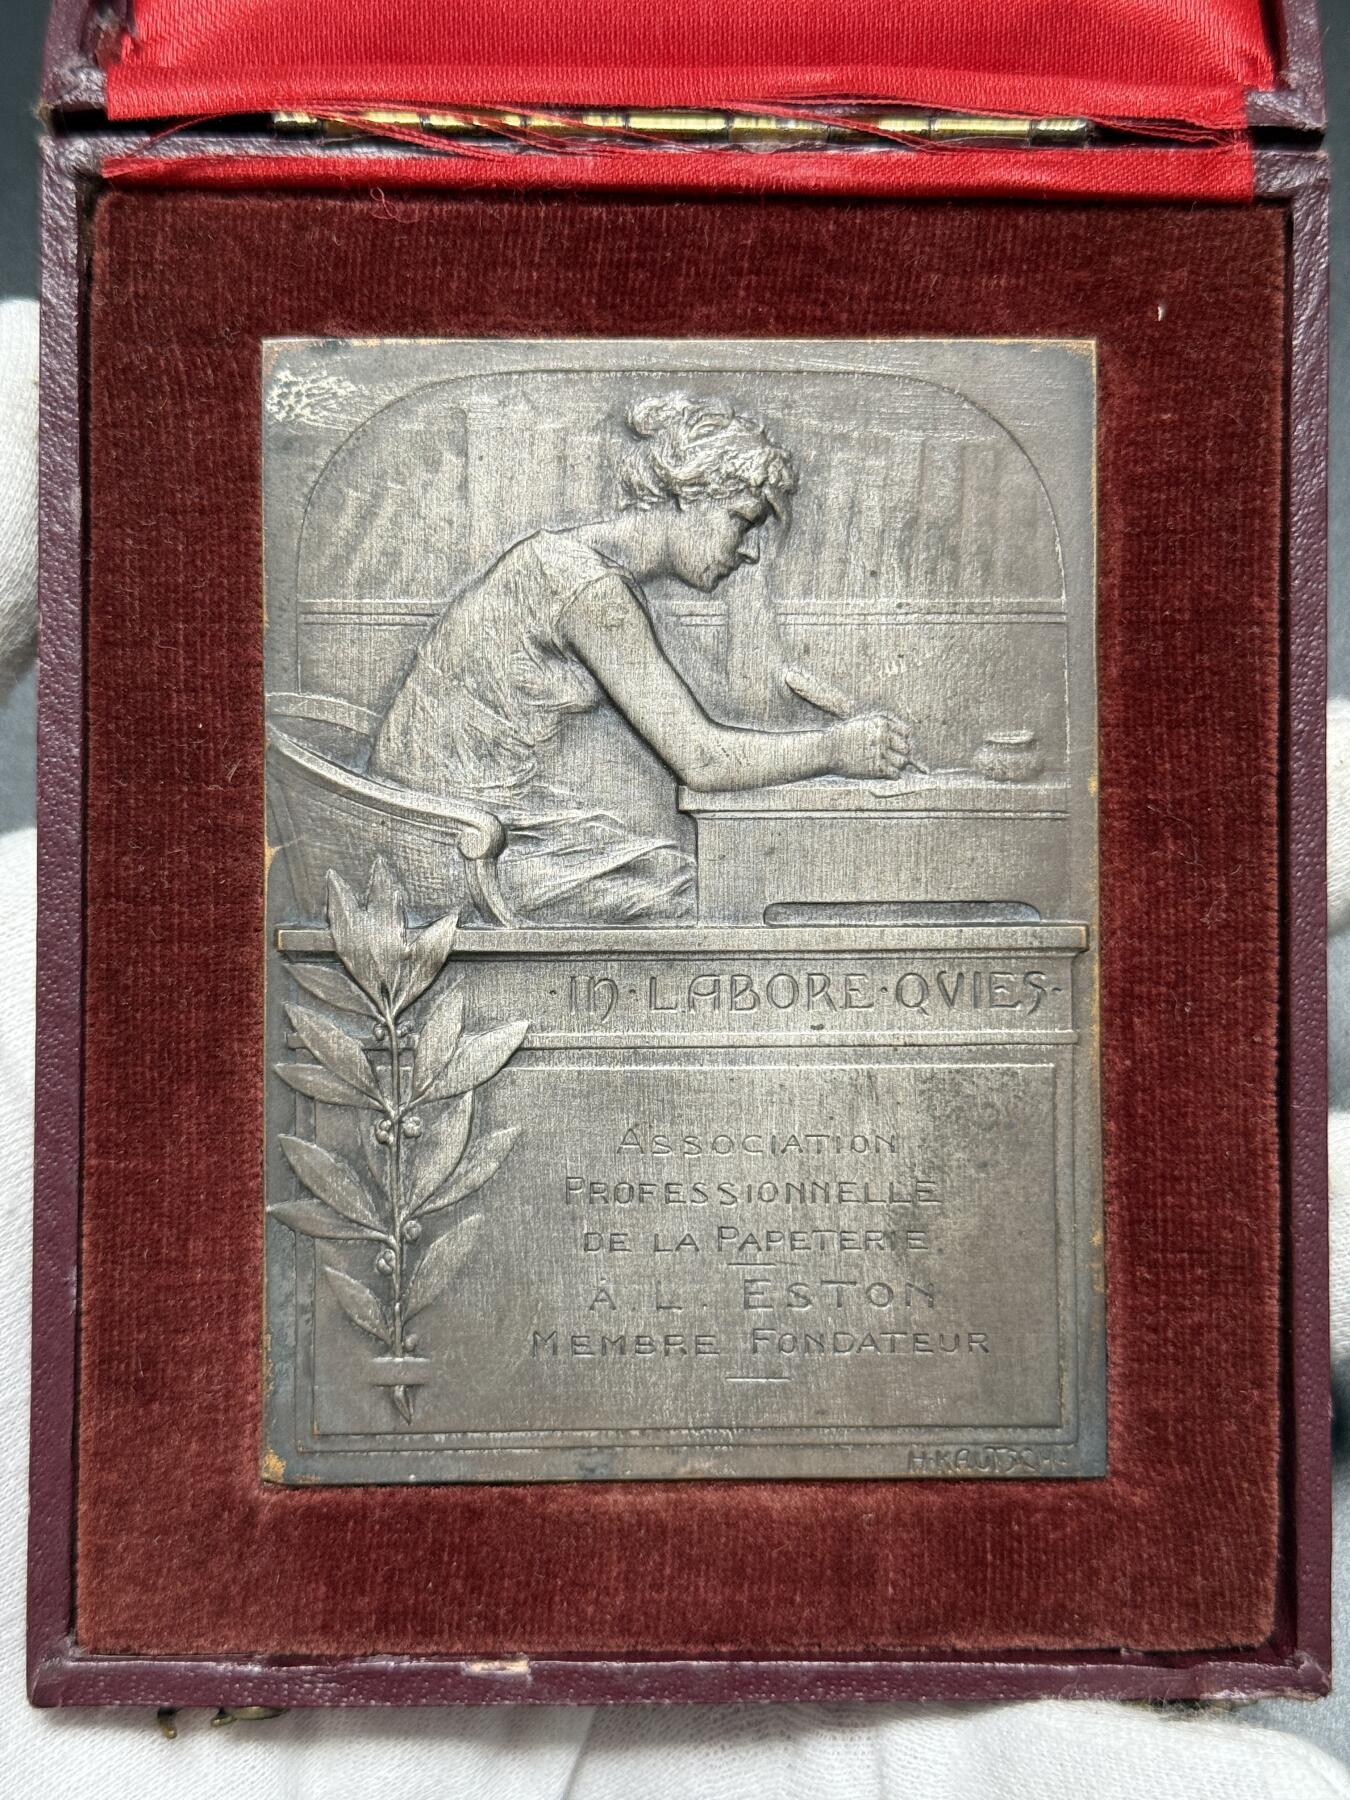 ·IN·LABORE·QVIES·
ASSOCIATION
PROFESSIONNELLE
DE LA PAPETERIE
À L. ESTON
MEMBRE FONDATEUR
H·KAUTSCH·